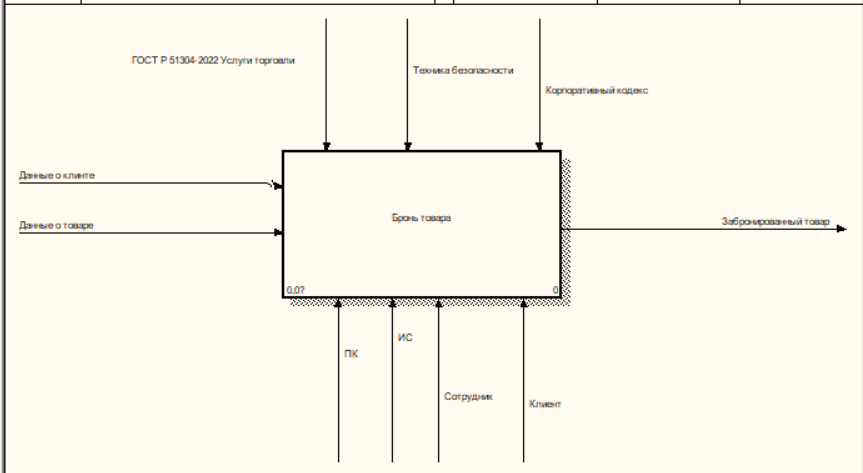 ГОСТ Р 51304-2022 Услуги торговли
Техника безопасности
Корпоративный кодекс
Данные о клинте
Данные о товаре
Бронь товара
Забронированный товар
0,0? 0
ПК
ИС
Сотрудник
Клиент